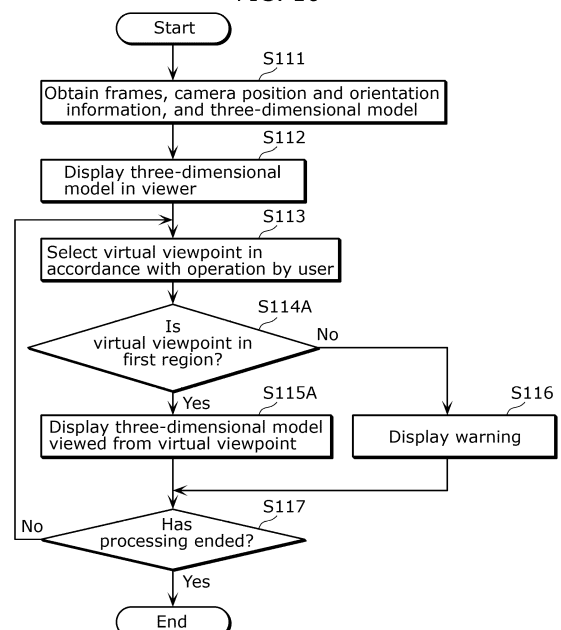 Start
S111
Obtain frames, camera position and orientation
information, and three-dimensional model
S112
Display three-dimensional
model in viewer
S113
Select virtual viewpoint in
accordance with operation by user
S114A
Is
virtual viewpoint in
first region?
No
Yes
S115A
Display three-dimensional model
viewed from virtual viewpoint
S116
Display warning
S117
Has
processing ended?
No
Yes
End